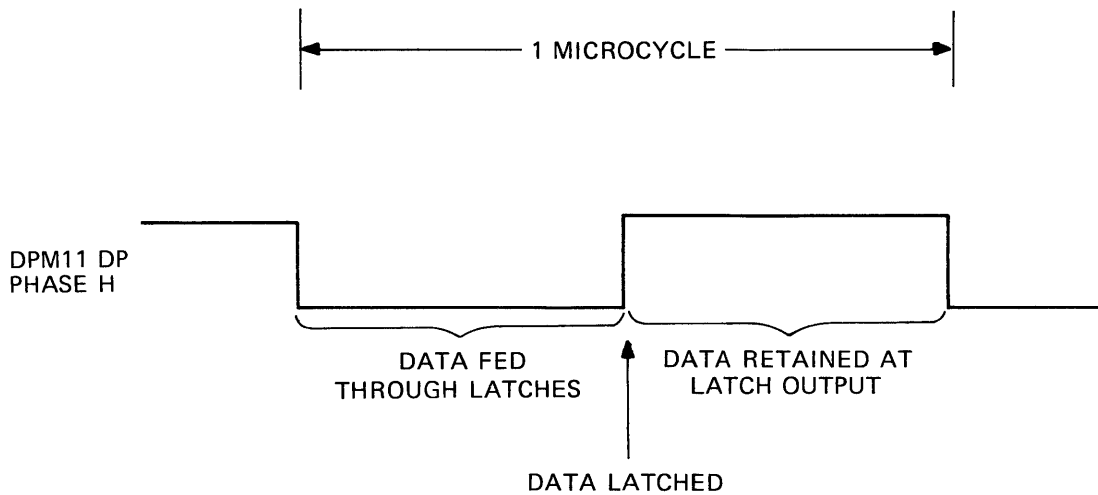 1 MICROCYCLE
DPM11 DP
PHASE H
DATA FED
THROUGH LATCHES
DATA RETAINED AT
LATCH OUTPUT
DATA LATCHED